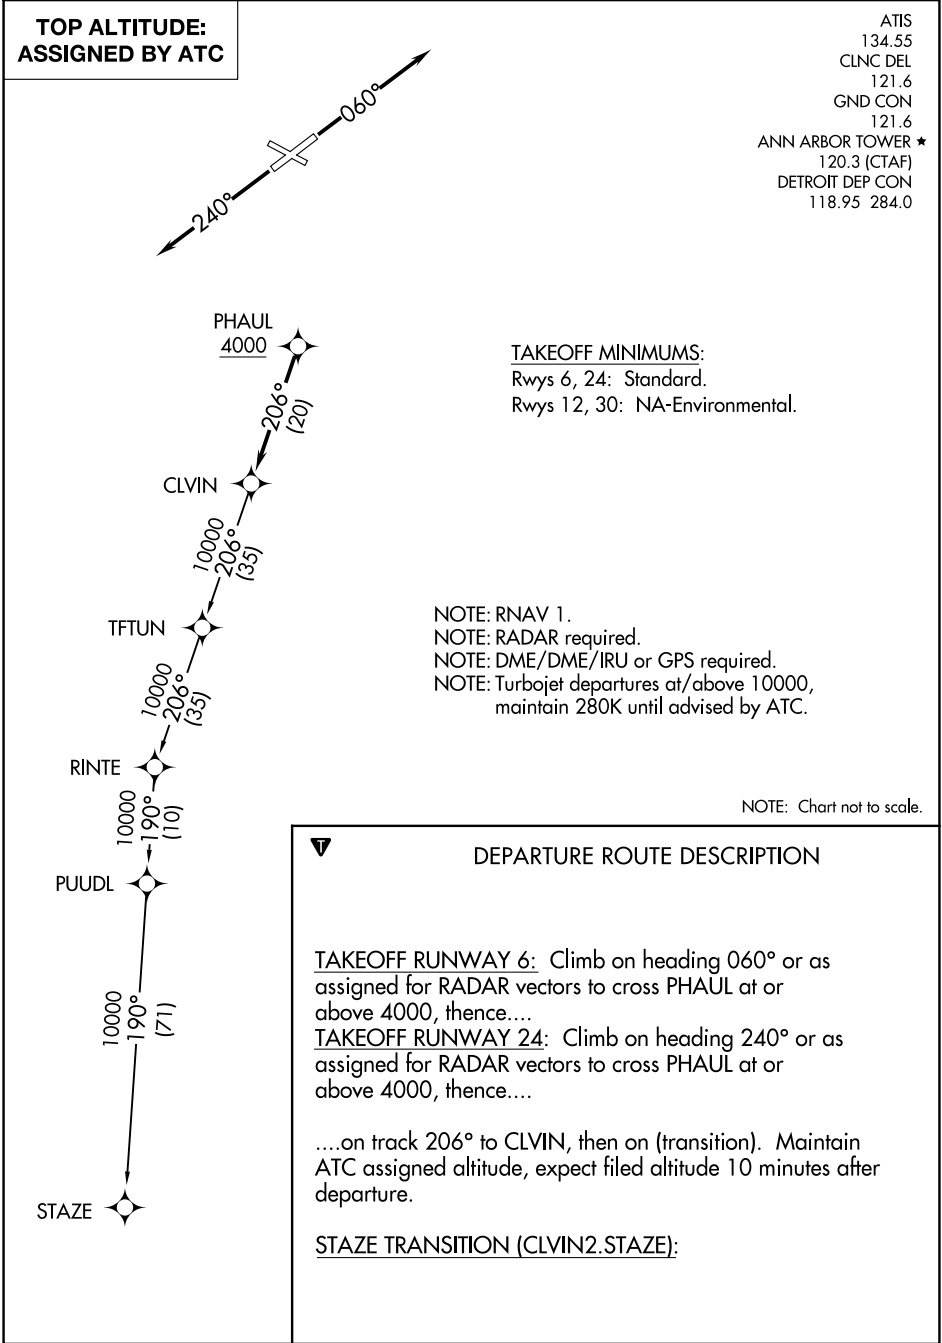 TOP ALTITUDE:
ASSIGNED BY ATC
ATIS
134.55
CLNC DEL
121.6
GND CON
121.6
ANN ARBOR TOWER ★
120.3 (CTAF)
DETROIT DEP CON
118.95 284.0
060°
240°
PHAUL
4000
206°
(20)
CLVIN
10000
206°
(35)
TFTUN
10000
206°
(35)
RINTE
10000
190°
(10)
PUUDL
10000
190°
(71)
STAZE
TAKEOFF MINIMUMS:
Rwys 6, 24: Standard.
Rwys 12, 30: NA-Environmental.
NOTE: RNAV 1.
NOTE: RADAR required.
NOTE: DME/DME/IRU or GPS required.
NOTE: Turbojet departures at/above 10000,
maintain 280K until advised by ATC.
NOTE: Chart not to scale.
T
DEPARTURE ROUTE DESCRIPTION
TAKEOFF RUNWAY 6: Climb on heading 060° or as
assigned for RADAR vectors to cross PHAUL at or
above 4000, thence....
TAKEOFF RUNWAY 24: Climb on heading 240° or as
assigned for RADAR vectors to cross PHAUL at or
above 4000, thence....
....on track 206° to CLVIN, then on (transition). Maintain
ATC assigned altitude, expect filed altitude 10 minutes after
departure.
STAZE TRANSITION (CLVIN2.STAZE):